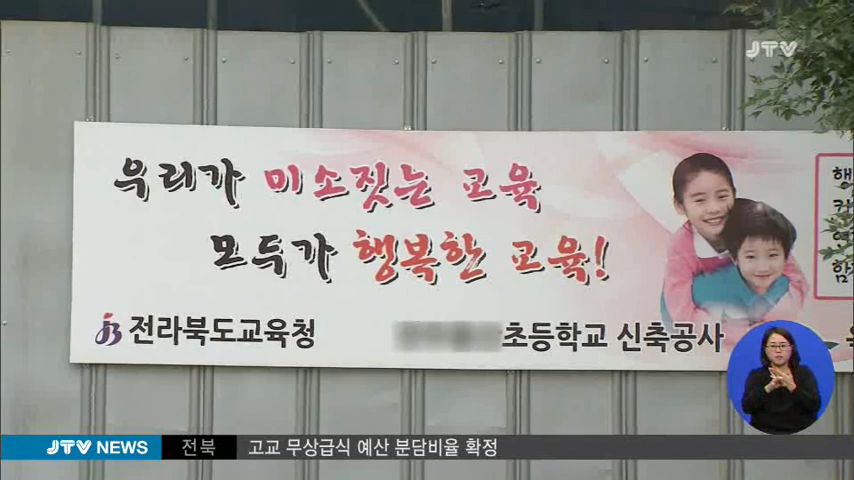 JTV
우리가 미소짓는 교육
모두가 행복한 교육!
전라북도교육청
초등학교 신축공사
JTV NEWS
전북
고교 무상급식 예산 분담비율 확정